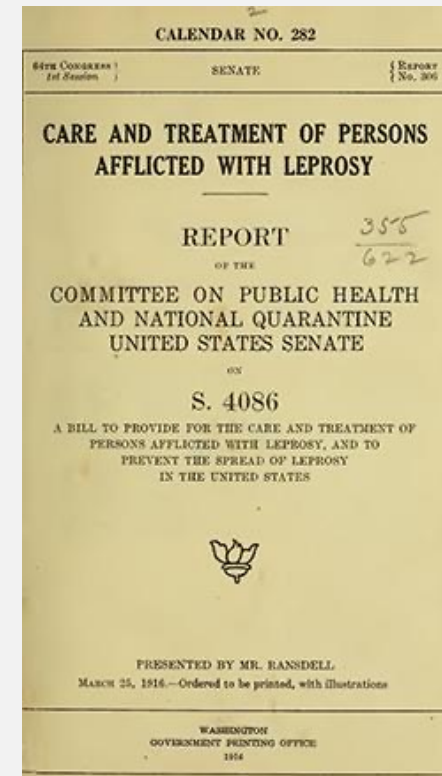 2
CALENDAR NO. 282
64TH CONGRESS
1st Session
SENATE
REPORT
No. 306
CARE AND TREATMENT OF PERSONS
AFFLICTED WITH LEPROSY
REPORT
355
622
OF THE
COMMITTEE ON PUBLIC HEALTH
AND NATIONAL QUARANTINE
UNITED STATES SENATE
ON
S. 4086
A BILL TO PROVIDE FOR THE CARE AND TREATMENT OF
PERSONS AFFLICTED WITH LEPROSY, AND TO
PREVENT THE SPREAD OF LEPROSY
IN THE UNITED STATES
PRESENTED BY MR. RANSDELL
MARCH 25, 1916.—Ordered to be printed, with illustrations
WASHINGTON
GOVERNMENT PRINTING OFFICE
1916